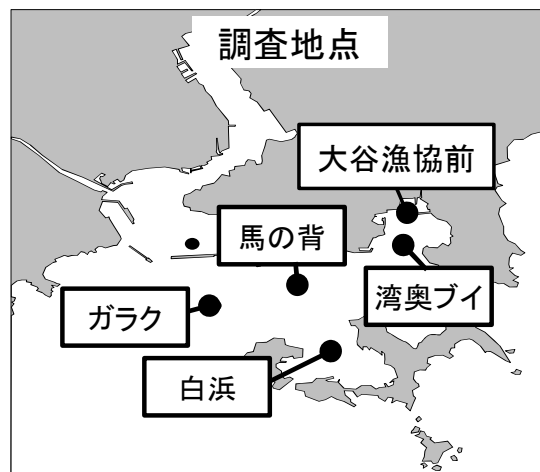 調査地点
大谷漁協前
馬の背
湾奥ブイ
ガラク
白浜